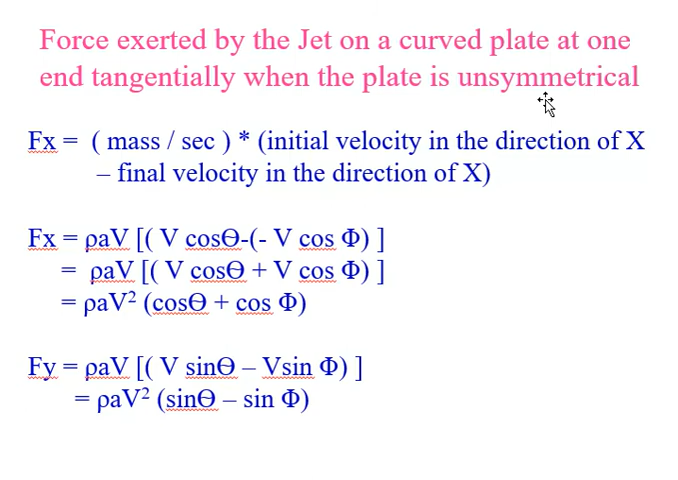 Force exerted by the Jet on a curved plate at one
end tangentially when the plate is unsymmetrical
Fx = ( mass / sec ) * (initial velocity in the direction of X
– final velocity in the direction of X)
Fx = ρaV [( V cosϴ-(- V cos Φ) ]
= ρaV [( V cosϴ + V cos Φ) ]
= ρaV² (cosϴ + cos Φ)
Fy = ρaV [( V sinϴ – Vsin Φ) ]
= ρaV² (sinϴ – sin Φ)